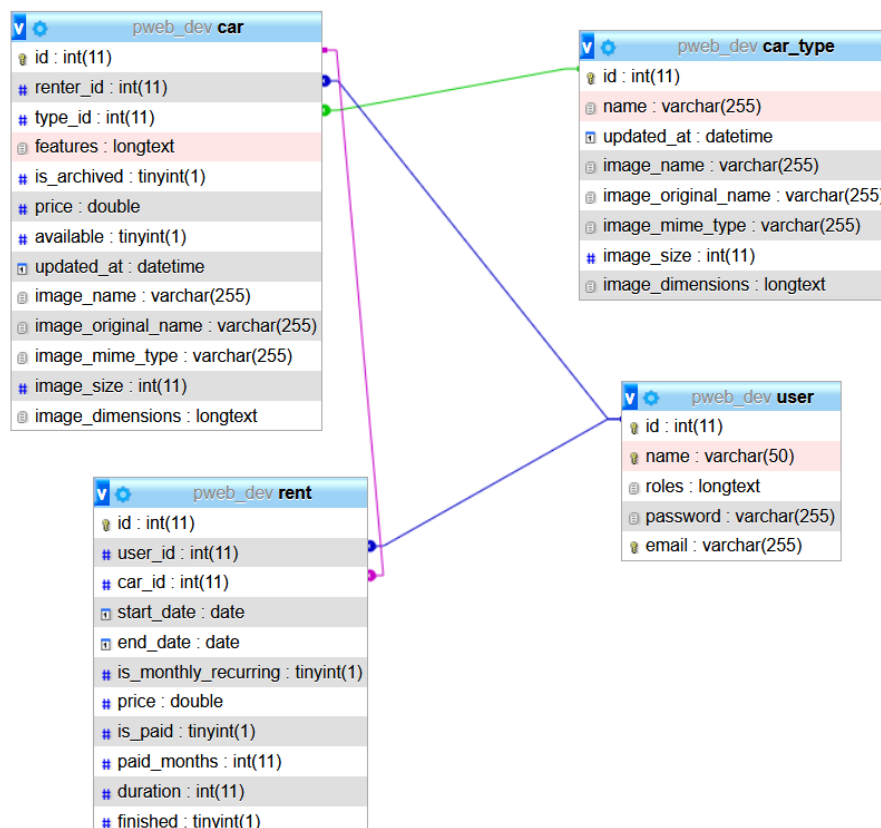 v pweb_dev car
id : int(11)
# renter_id : int(11)
# type_id : int(11)
features : longtext
# is_archived : tinyint(1)
# price : double
# available : tinyint(1)
updated_at : datetime
image_name : varchar(255)
image_original_name : varchar(255)
image_mime_type : varchar(255)
# image_size : int(11)
image_dimensions : longtext
v pweb_dev car_type
id : int(11)
name : varchar(255)
updated_at : datetime
image_name : varchar(255)
image_original_name : varchar(255)
image_mime_type : varchar(255)
# image_size : int(11)
image_dimensions : longtext
v pweb_dev user
id : int(11)
name : varchar(50)
roles : longtext
password : varchar(255)
email : varchar(255)
v pweb_dev rent
id : int(11)
# user_id : int(11)
# car_id : int(11)
start_date : date
end_date : date
# is_monthly_recurring : tinyint(1)
# price : double
# is_paid : tinyint(1)
# paid_months : int(11)
# duration : int(11)
# finished : tinyint(1)